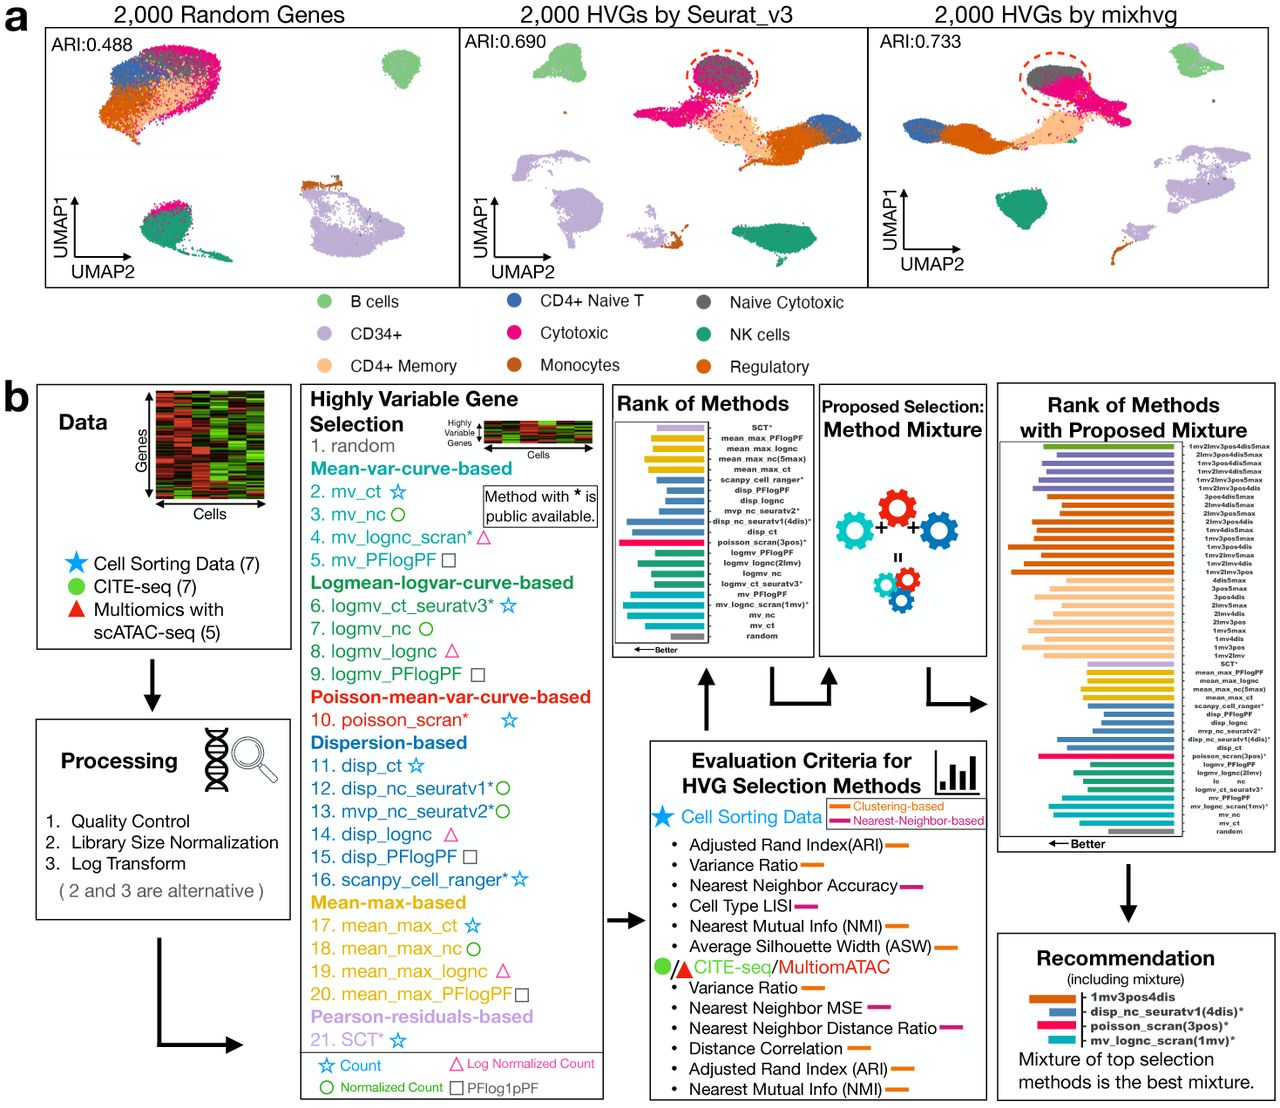 a
2,000 Random Genes
2,000 HVGs by Seurat_v3
2,000 HVGs by mixhvg
ARI:0.488
ARI:0.690
ARI:0.733
UMAP1
UMAP2
UMAP1
UMAP2
UMAP1
UMAP2
B cells
CD4+ Naive T
Naive Cytotoxic
CD34+
Cytotoxic
NK cells
CD4+ Memory
Monocytes
Regulatory
b
Data
Genes
Cells
Cell Sorting Data (7)
CITE-seq (7)
Multiomics with
scATAC-seq (5)
Processing
1. Quality Control
2. Library Size Normalization
3. Log Transform
( 2 and 3 are alternative )
Highly Variable Gene
Selection
Highly
Variable
Genes
Cells
1. random
Mean-var-curve-based
2. mv_ct
3. mv_nc
4. mv_lognc_scran*
5. mv_PFlogPF
Method with * is
public available.
Logmean-logvar-curve-based
6. logmv_ct_seuratv3*
7. logmv_nc
8. logmv_lognc
9. logmv_PFlogPF
Poisson-mean-var-curve-based
10. poisson_scran*
Dispersion-based
11. disp_ct
12. disp_nc_seuratv1*
13. mvp_nc_seuratv2*
14. disp_lognc
15. disp_PFlogPF
16. scanpy_cell_ranger*
Mean-max-based
17. mean_max_ct
18. mean_max_nc
19. mean_max_lognc
20. mean_max_PFlogPF
Pearson-residuals-based
21. SCT*
Count
Log Normalized Count
Normalized Count
PFlog1pPF
Rank of Methods
SCT*
mean_max_PFlogPF
mean_max_lognc
mean_max_nc(5max)
mean_max_ct
scanpy_cell_ranger*
disp_PFlogPF
disp_lognc
mvp_nc_seuratv2*
disp_nc_seuratv1(4dis)*
disp_ct
poisson_scran(3pos)*
logmv_PFlogPF
logmv_lognc(2lmv)
logmv_nc
logmv_ct_seuratv3*
mv_PFlogPF
mv_lognc_scran(1mv)*
mv_nc
mv_ct
random
Better
Proposed Selection:
Method Mixture
+
+
=
Evaluation Criteria for
HVG Selection Methods
Cell Sorting Data
Clustering-based
Nearest-Neighbor-based
• Adjusted Rand Index(ARI)
• Variance Ratio
• Nearest Neighbor Accuracy
• Cell Type LISI
• Nearest Mutual Info (NMI)
• Average Silhouette Width (ASW)
/ CITE-seq/MultiomATAC
• Variance Ratio
• Nearest Neighbor MSE
• Nearest Neighbor Distance Ratio
• Distance Correlation
• Adjusted Rand Index (ARI)
• Nearest Mutual Info (NMI)
Rank of Methods
with Proposed Mixture
1mv2lmv3pos4dis5max
2lmv3pos4dis5max
1mv3pos4dis5max
1mv2lmv4dis5max
1mv2lmv3pos5max
1mv2lmv3pos4dis
3pos4dis5max
2lmv4dis5max
2lmv3pos5max
2lmv3pos4dis
1mv4dis5max
1mv3pos5max
1mv3pos4dis
1mv2lmv5max
1mv2lmv4dis
1mv2lmv3pos
4dis5max
3pos5max
3pos4dis
2lmv5max
2lmv4dis
2lmv3pos
1mv5max
1mv4dis
1mv3pos
1mv2lmv
SCT*
mean_max_PFlogPF
mean_max_lognc
mean_max_nc(5max)
mean_max_ct
scanpy_cell_ranger*
disp_PFlogPF
disp_lognc
mvp_nc_seuratv2*
disp_nc_seuratv1(4dis)*
disp_ct
poisson_scran(3pos)*
logmv_PFlogPF
logmv_lognc(2lmv)
lc nc
logmv_ct_seuratv3*
mv_PFlogPF
mv_lognc_scran(1mv)*
mv_nc
mv_ct
random
Better
Recommendation
(including mixture)
1mv3pos4dis
disp_nc_seuratv1(4dis)*
poisson_scran(3pos)*
mv_lognc_scran(1mv)*
Mixture of top selection
methods is the best mixture.